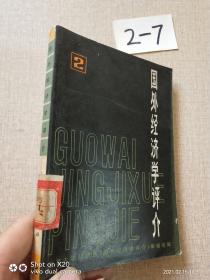 2-7
2
国外经济学评介
GUOWAI
JINGJIXUE
PINGJIE
SHOT ON X20
vivo dual camera